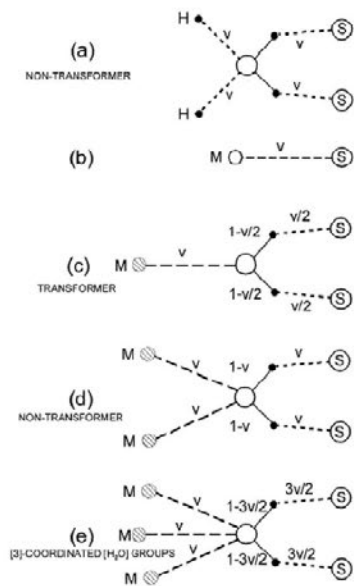 H
v
v
S
(a)
NON-TRANSFORMER
v
v
S
H
(b)
M
v
S
v/2
S
1-v/2
(c)
M
v
TRANSFORMER
1-v/2
v/2
S
M
v
1-v
v
S
(d)
NON-TRANSFORMER
v
1-v
v
S
M
M
v
1-3v/2
3v/2
S
(e)
M
v
[3]-COORDINATED [H₂O] GROUPS
v
1-3v/2
3v/2
S
M